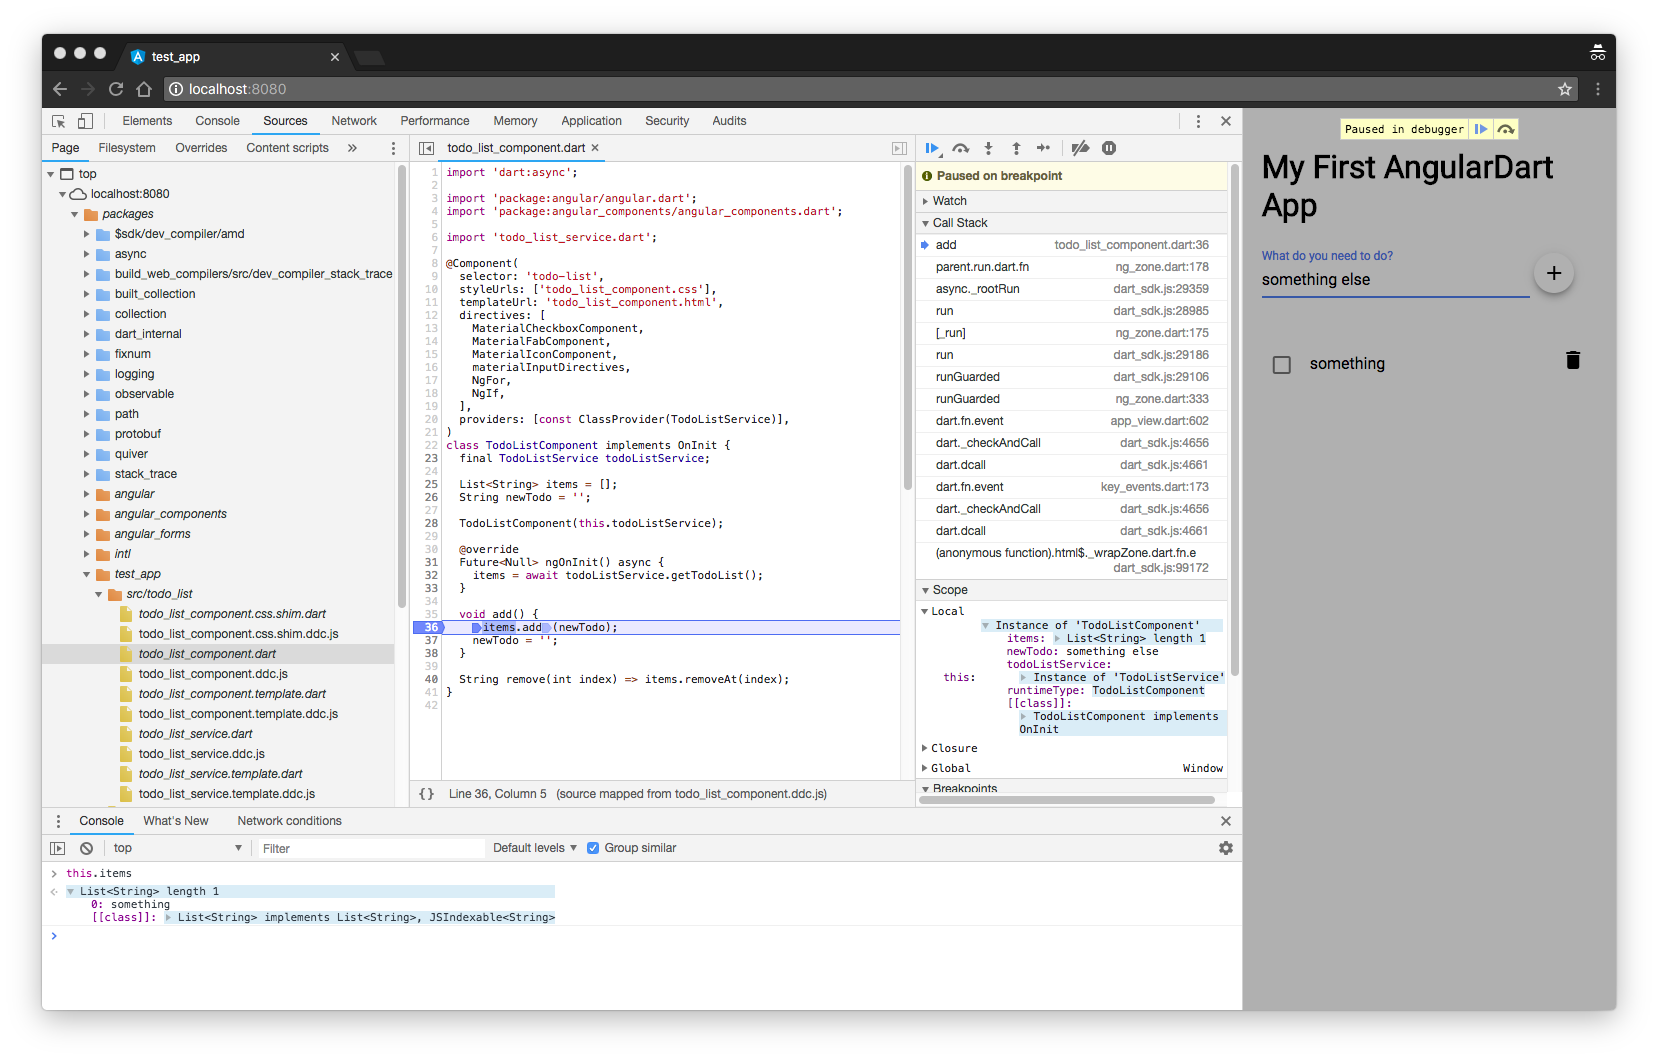 test_app
localhost:8080
Elements Console Sources Network Performance Memory Application Security Audits
Page Filesystem Overrides Content scripts »
top
localhost:8080
packages
$sdk/dev_compiler/amd
async
build_web_compilers/src/dev_compiler_stack_trace
built_collection
collection
dart_internal
fixnum
logging
observable
path
protobuf
quiver
stack_trace
angular
angular_components
angular_forms
intl
test_app
src/todo_list
todo_list_component.css.shim.dart
todo_list_component.css.shim.ddc.js
todo_list_component.dart
todo_list_component.ddc.js
todo_list_component.template.dart
todo_list_component.template.ddc.js
todo_list_service.dart
todo_list_service.ddc.js
todo_list_service.template.dart
todo_list_service.template.ddc.js
todo_list_component.dart ×
1 import 'dart:async';
2
3 import 'package:angular/angular.dart';
4 import 'package:angular_components/angular_components.dart';
5
6 import 'todo_list_service.dart';
7
8 @Component(
9 selector: 'todo-list',
10 styleUrls: ['todo_list_component.css'],
11 templateUrl: 'todo_list_component.html',
12 directives: [
13 MaterialCheckboxComponent,
14 MaterialFabComponent,
15 MaterialIconComponent,
16 materialInputDirectives,
17 NgFor,
18 NgIf,
19 ],
20 providers: [const ClassProvider(TodoListService)],
21 )
22 class TodoListComponent implements OnInit {
23 final TodoListService todoListService;
24
25 List<String> items = [];
26 String newTodo = '';
27
28 TodoListComponent(this.todoListService);
29
30 @override
31 Future<Null> ngOnInit() async {
32 items = await todoListService.getTodoList();
33 }
34
35 void add() {
36 items.add(newTodo);
37 newTodo = '';
38 }
39
40 String remove(int index) => items.removeAt(index);
41 }
42
{} Line 36, Column 5 (source mapped from todo_list_component.ddc.js)
Paused on breakpoint
Watch
Call Stack
add todo_list_component.dart:36
parent.run.dart.fn ng_zone.dart:178
async._rootRun dart_sdk.js:29359
run dart_sdk.js:28985
[_run] ng_zone.dart:175
run dart_sdk.js:29186
runGuarded dart_sdk.js:29106
runGuarded ng_zone.dart:333
dart.fn.event app_view.dart:602
dart._checkAndCall dart_sdk.js:4656
dart.dcall dart_sdk.js:4661
dart.fn.event key_events.dart:173
dart._checkAndCall dart_sdk.js:4656
dart.dcall dart_sdk.js:4661
(anonymous function).html$._wrapZone.dart.fn.e
dart_sdk.js:99172
Scope
Local
Instance of 'TodoListComponent'
items: List<String> length 1
newTodo: something else
todoListService:
this: Instance of 'TodoListService'
runtimeType: TodoListComponent
[[class]]:
TodoListComponent implements
OnInit
Closure
Global Window
Breakpoints
Console What's New Network conditions
top Filter Default levels Group similar
> this.items
List<String> length 1
0: something
[[class]]: List<String> implements List<String>, JSIndexable<String>
>
Paused in debugger
My First AngularDart
App
What do you need to do?
something else
+
something